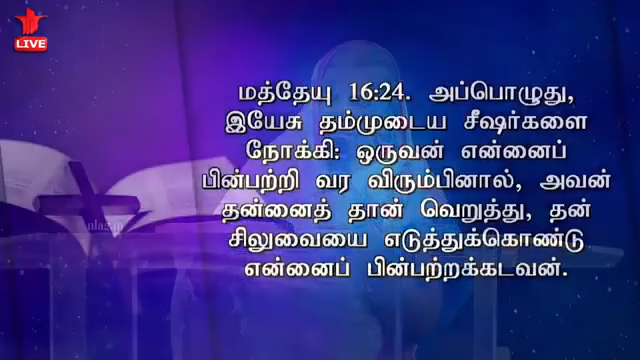 LIVE
மத்தேயு 16:24. அப்பொழுது,
இயேசு தம்முடைய சீஷர்களை
நோக்கி: ஒருவன் என்னைப்
பின்பற்றி வர விரும்பினால், அவன்
தன்னைத் தான் வெறுத்து, தன்
சிலுவையை எடுத்துக்கொண்டு
என்னைப் பின்பற்றக்கடவன்.